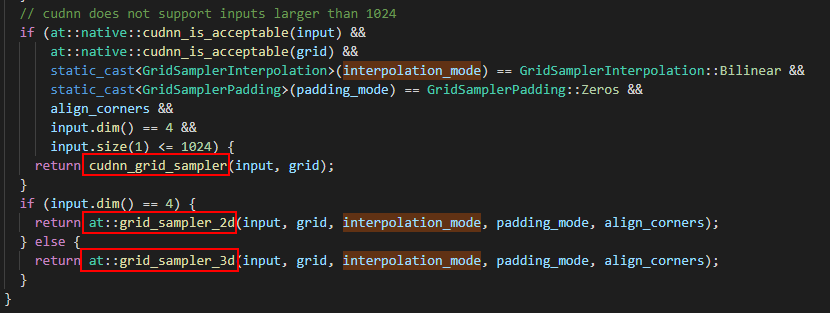 // cudnn does not support inputs larger than 1024
if (at::native::cudnn_is_acceptable(input) &&
at::native::cudnn_is_acceptable(grid) &&
static_cast<GridSamplerInterpolation>(interpolation_mode) == GridSamplerInterpolation::Bilinear &&
static_cast<GridSamplerPadding>(padding_mode) == GridSamplerPadding::Zeros &&
align_corners &&
input.dim() == 4 &&
input.size(1) <= 1024) {
return cudnn_grid_sampler(input, grid);
}
if (input.dim() == 4) {
return at::grid_sampler_2d(input, grid, interpolation_mode, padding_mode, align_corners);
} else {
return at::grid_sampler_3d(input, grid, interpolation_mode, padding_mode, align_corners);
}
}